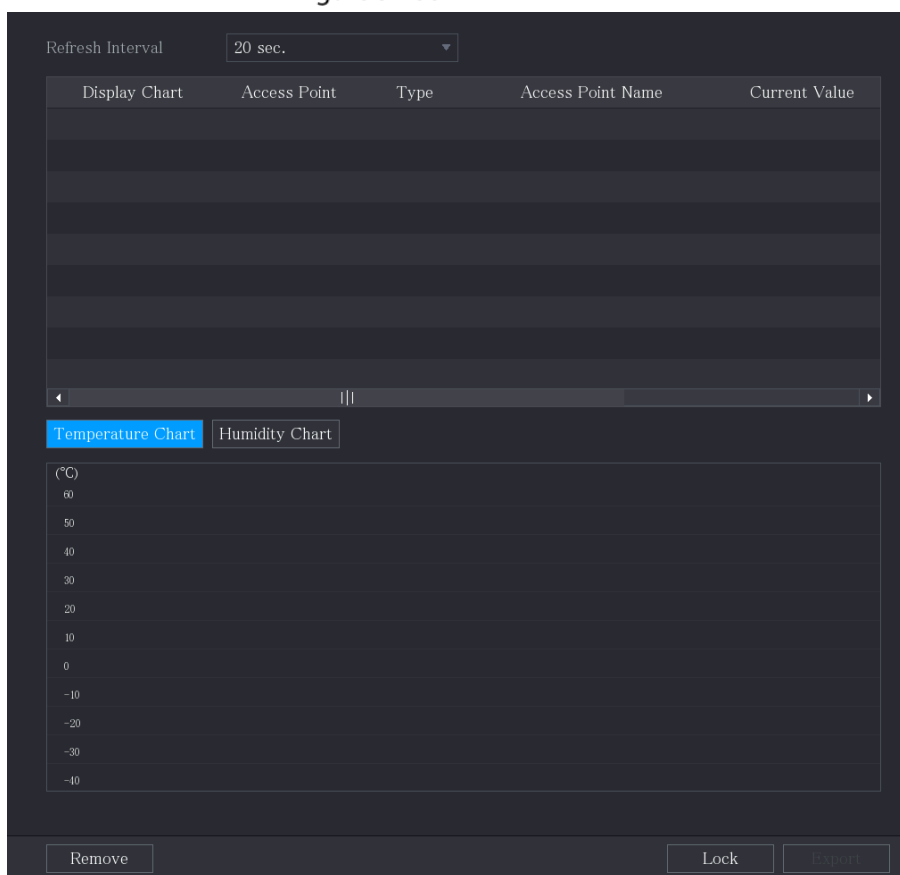 Refresh Interval 20 sec.
Display Chart Access Point Type Access Point Name Current Value
Temperature Chart Humidity Chart
(°C)
60
50
40
30
20
10
0
-10
-20
-30
-40
Remove Lock Export